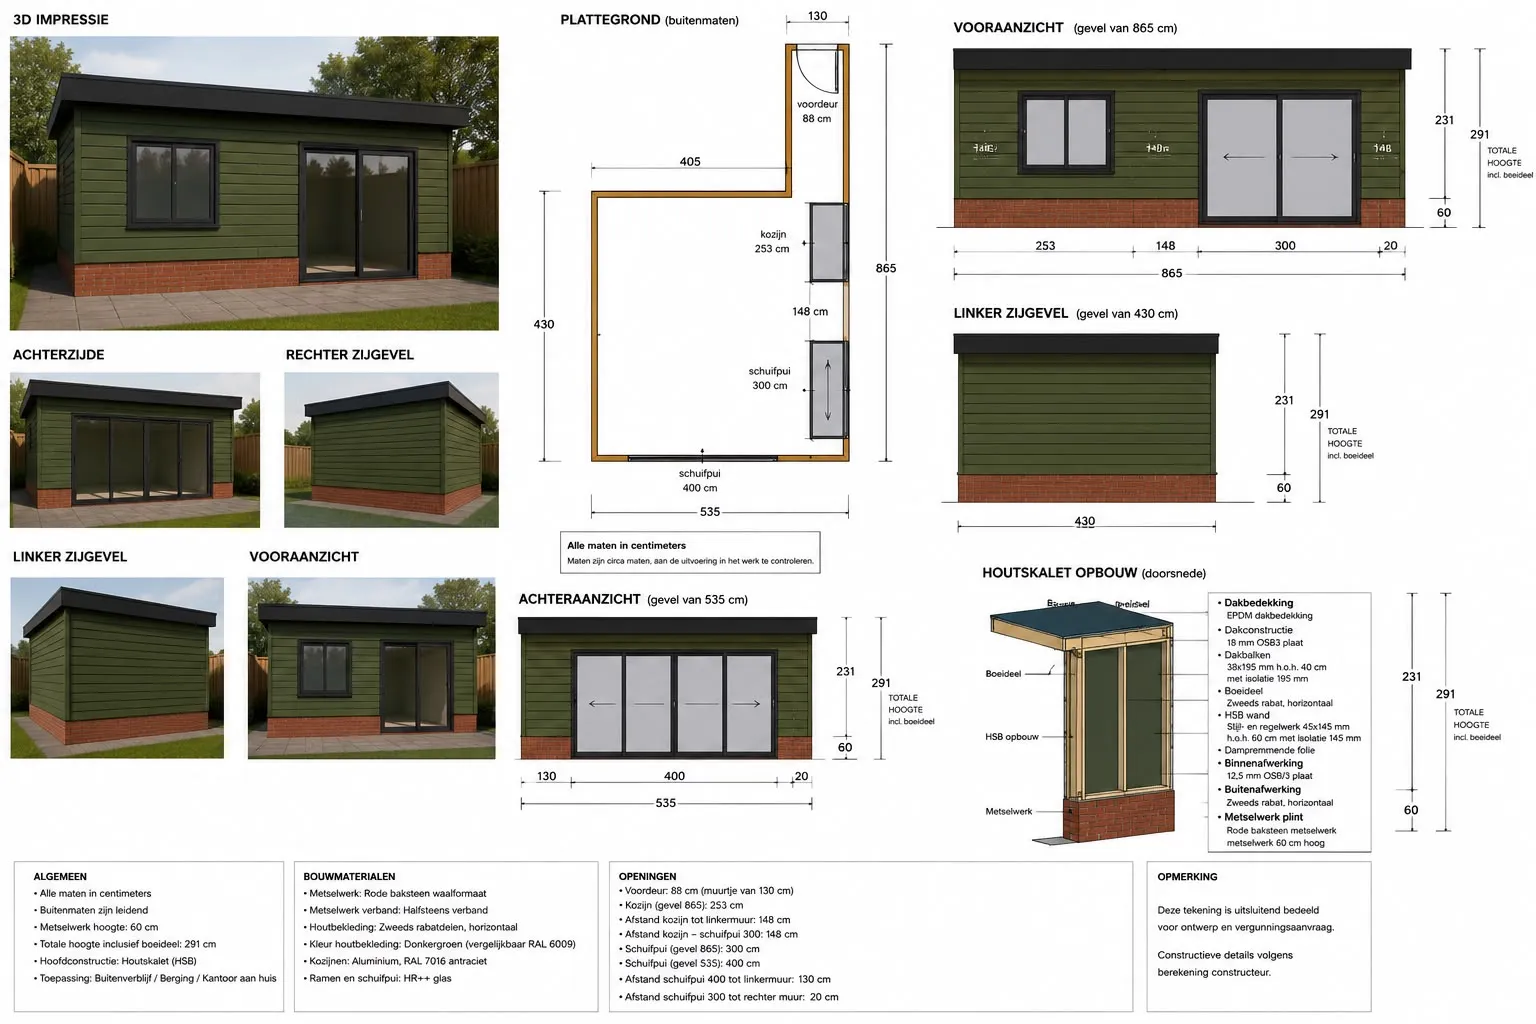 3D IMPRESSIE
PLATTEGROND (buitenmaten)
130
voordeur
88 cm
405
kozijn
253 cm
148 cm
430
865
schuifpui
300 cm
schuifpui
400 cm
535
Alle maten in centimeters
Maten zijn circa maten, aan de uitvoering in het werk te controleren.
VOORAANZICHT (gevel van 865 cm)
148
231
291
TOTALE
HOOGTE
incl. boeideel
60
253
148
300
20
865
ACHTERZIJDE
RECHTER ZIJGEVEL
LINKER ZIJGEVEL (gevel van 430 cm)
231
291
TOTALE
HOOGTE
incl. boeideel
60
430
LINKER ZIJGEVEL
VOORAANZICHT
ACHTERAANZICHT (gevel van 535 cm)
231
291
TOTALE
HOOGTE
incl. boeideel
60
130
400
20
535
HOUTSKALET OPBOUW (doorsnede)
Boeideel
HSB opbouw
Metselwerk
• Dakbedekking
EPDM dakbedekking
• Dakconstructie
18 mm OSB3 plaat
• Dakbalken
38x195 mm h.o.h. 40 cm
met isolatie 195 mm
• Boeideel
Zweeds rabat, horizontaal
• HSB wand
Stijl- en regelwerk 45x145 mm
h.o.h. 60 cm met isolatie 145 mm
• Dampremmende folie
• Binnenafwerking
12,5 mm OSB/3 plaat
• Buitenafwerking
Zweeds rabat, horizontaal
• Metselwerk plint
Rode baksteen metselwerk
metselwerk 60 cm hoog
231
291
TOTALE
HOOGTE
incl. boeideel
60
ALGEMEEN
• Alle maten in centimeters
• Buitenmaten zijn leidend
• Metselwerk hoogte: 60 cm
• Totale hoogte inclusief boeideel: 291 cm
• Hoofdconstructie: Houtskalet (HSB)
• Toepassing: Buitenverblijf / Berging / Kantoor aan huis
BOUWMATERIALEN
• Metselwerk: Rode baksteen waalformaat
• Metselwerk verband: Halfsteens verband
• Houtbekleding: Zweeds rabatdelen, horizontaal
• Kleur houtbekleding: Donkergroen (vergelijkbaar RAL 6009)
• Kozijnen: Aluminium, RAL 7016 antraciet
• Ramen en schuifpui: HR++ glas
OPENINGEN
• Voordeur: 88 cm (muurtje van 130 cm)
• Kozijn (gevel 865): 253 cm
• Afstand kozijn tot linkermuur: 148 cm
• Afstand kozijn – schuifpui 300: 148 cm
• Schuifpui (gevel 865): 300 cm
• Schuifpui (gevel 535): 400 cm
• Afstand schuifpui 400 tot linkermuur: 130 cm
• Afstand schuifpui 300 tot rechter muur: 20 cm
OPMERKING
Deze tekening is uitsluitend bedeeld
voor ontwerp en vergunningsaanvraag.
Constructieve details volgens
berekening constructeur.